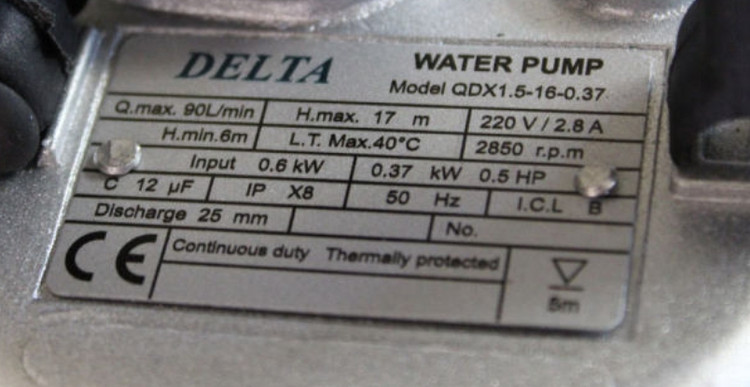 DELTA WATER PUMP
Model QDX1.5-16-0.37
Q.max. 90L/min H.max. 17 m 220 V / 2.8 A
H.min.6m L.T. Max.40°C 2850 r.p.m
Input 0.6 kW 0.37 kW 0.5 HP
C 12 µF IP X8 50 Hz I.C.L B
Discharge 25 mm No.
CE Continuous duty Thermally protected
5m